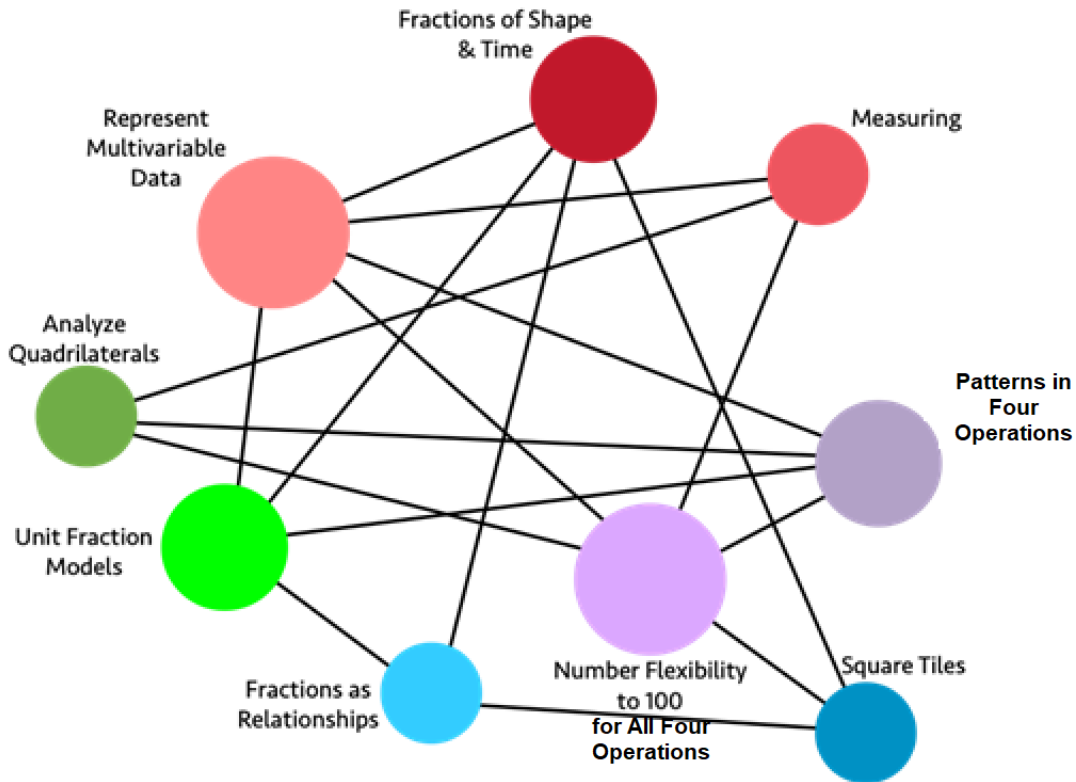 Fractions of Shape
& Time
Measuring
Represent
Multivariable
Data
Analyze
Quadrilaterals
Patterns in
Four
Operations
Unit Fraction
Models
Number Flexibility
to 100
for All Four
Operations
Square Tiles
Fractions as
Relationships